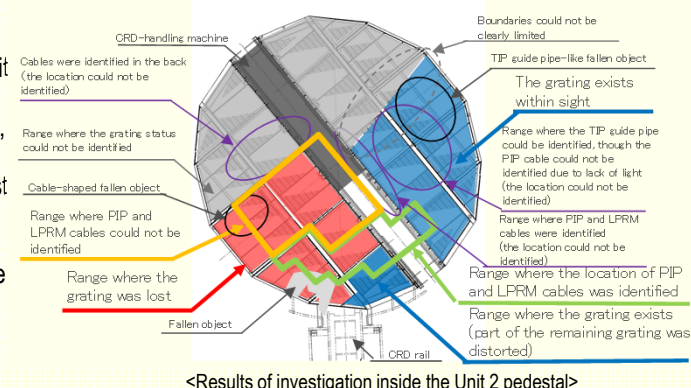 it
,
st
e
CRD-handling machine
Cables were identified in the back
(the location could not be
identified)
Range where the grating status
could not be identified
Cable-shaped fallen object
Range where PIP and
LPRM cables could not be
identified
Range where the
grating was lost
Fallen object
Boundaries could not be
clearly limited
TIP guide pipe-like fallen object
The grating exists
within sight
Range where the TIP guide pipe
could be identified, though the
PIP cable could not be
identified due to lack of light
(the location could not be
identified)
Range where PIP and LPRM
cables were identified
(the location could not be
identified)
Range where the location of PIP
and LPRM cables was identified
Range where the grating exists
(part of the remaining grating was
distorted)
CRD rail
<Results of investigation inside the Unit 2 pedestal>